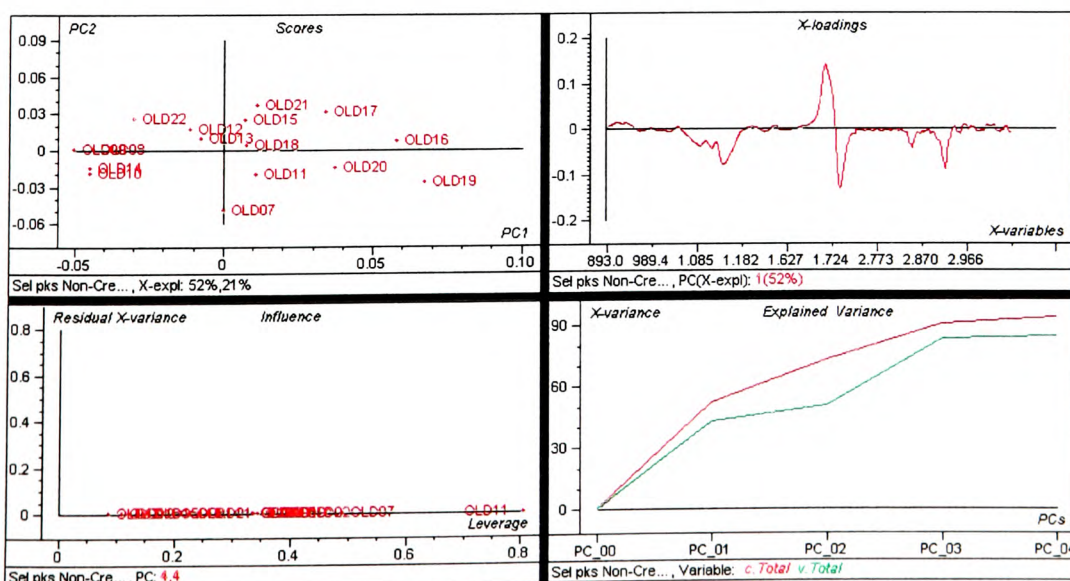 PC2 Scores
0.09
0.06
0.03
0
-0.03
-0.06
OLD21
OLD17
OLD22
OLD15
OLD12
OLD13
OLD18
OLD16
OLD14
OLD10
OLD11
OLD20
OLD19
OLD07
PC1
-0.05 0 0.05 0.10
Sel pks Non-Cre... , X-expl: 52%,21%
X-loadings
0.2
0.1
0
-0.1
-0.2
X-variables
893.0 989.4 1.085 1.182 1.627 1.724 2.773 2.870 2.966
Sel pks Non-Cre... , PC(X-expl): 1(52%)
Residual X-variance Influence
0.8
0.6
0.4
0.2
0
OLD07 OLD11
Leverage
0 0.2 0.4 0.6 0.8
Sel pks Non-Cre... PC: 4,4
X-variance Explained Variance
90
60
30
0
PCs
PC_00 PC_01 PC_02 PC_03 PC_04
Sel pks Non-Cre... , Variable: c.Total v.Total